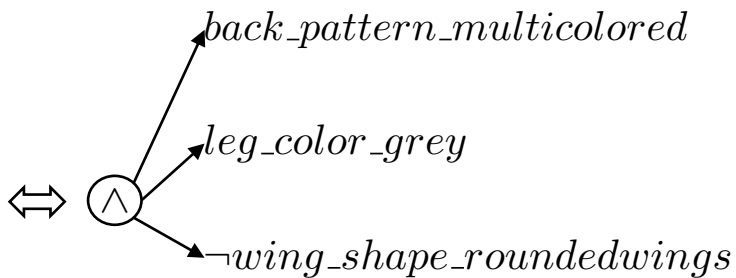 back_pattern_multicolored
leg_color_grey
⇔ ∧
¬wing_shape_roundedwings